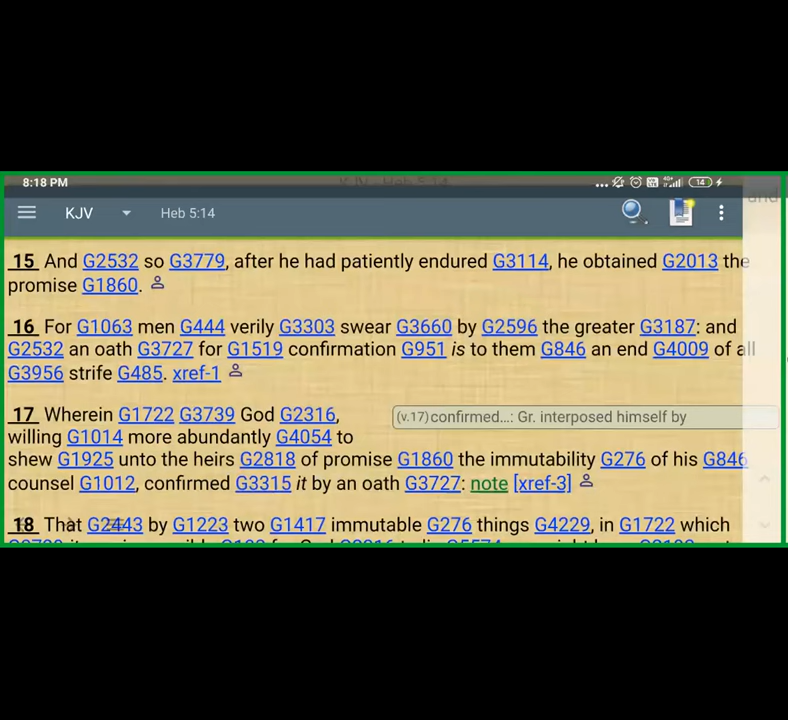 8:18 PM
14
KJV Heb 5:14
and
15 And G2532 so G3779, after he had patiently endured G3114, he obtained G2013 the
promise G1860.
16 For G1063 men G444 verily G3303 swear G3660 by G2596 the greater G3187: and
G2532 an oath G3727 for G1519 confirmation G951 is to them G846 an end G4009 of all
G3956 strife G485. xref-1
17 Wherein G1722 G3739 God G2316,
(v.17)confirmed...: Gr. interposed himself by
willing G1014 more abundantly G4054 to
shew G1925 unto the heirs G2818 of promise G1860 the immutability G276 of his G846
counsel G1012, confirmed G3315 it by an oath G3727: note [xref-3]
18 That G2443 by G1223 two G1417 immutable G276 things G4229, in G1722 which